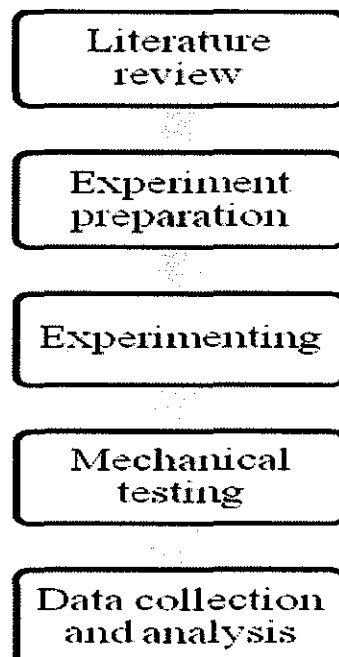 Literature
review
Experiment
preparation
Experimenting
Mechanical
testing
Data collection
and analysis